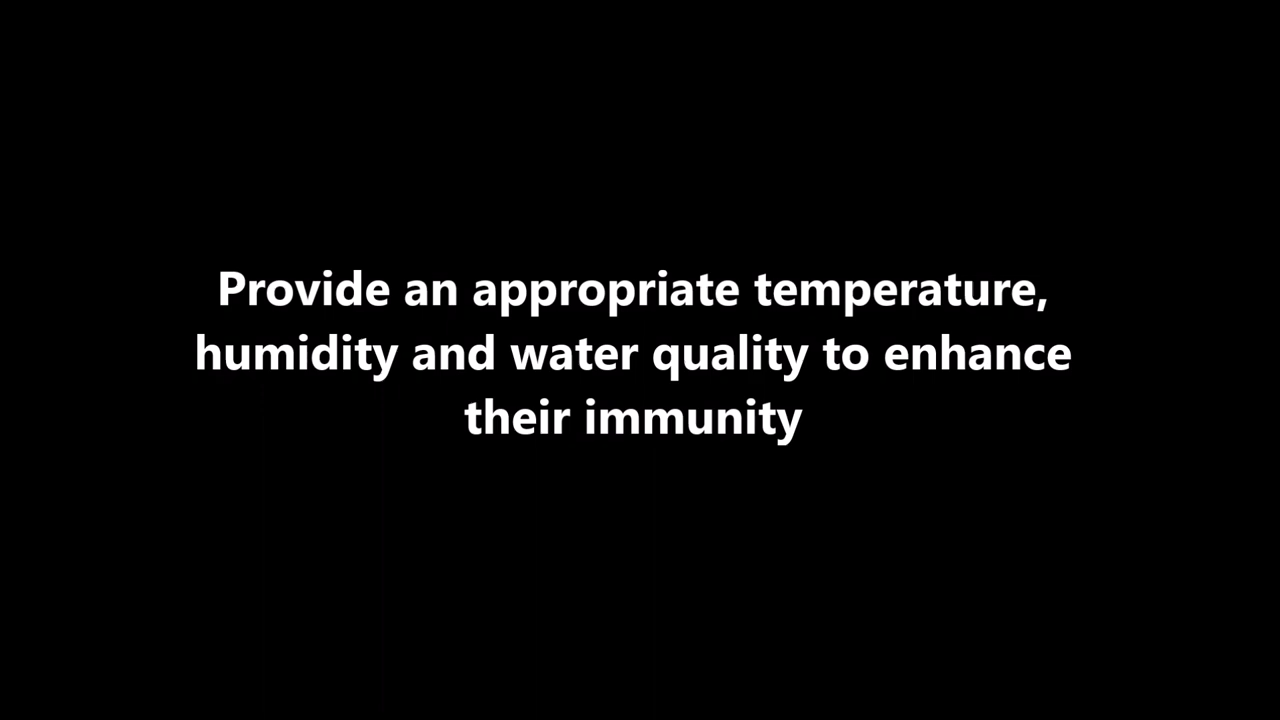 Provide an appropriate temperature,
humidity and water quality to enhance
their immunity